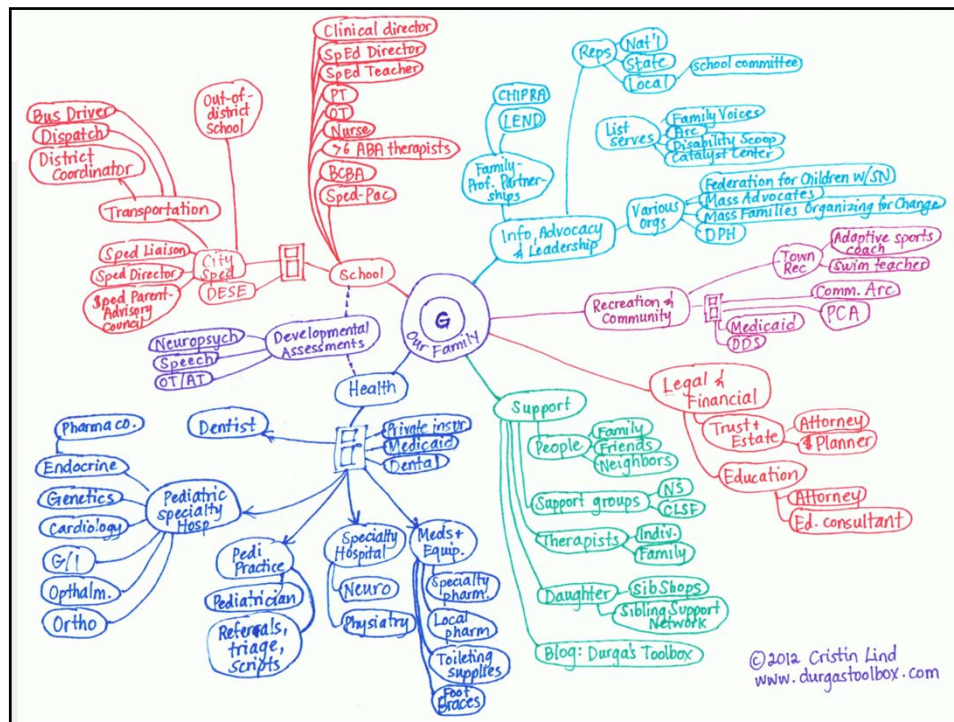 Clinical director
SpEd Director
SpEd Teacher
PT
OT
Nurse
>6 ABA therapists
BCBA
Sped-Pac
School
Out-of-
district
School
Bus Driver
Dispatch
District
Coordinator
Transportation
City
Sped
Sped Liaison
Sped Director
Sped Parent-
Advisory
Council
DESE
Developmental
Assessments
Neuropsych
Speech
OT/AT
G
Our Family
Info, Advocacy
& Leadership
CHIPRA
LEND
Family-
Prof. Partner-
ships
Reps
Nat'l
State
Local
School committee
List
serves
Family Voices
Arc
Disability Scoop
Catalyst Center
Various
orgs
Federation for Children w/SN
Mass Advocates
Mass Families Organizing for Change
DPH
Recreation &
Community
Town
Rec
Adaptive sports
coach
Swim teacher
Comm. Arc
PCA
Medicaid
DDS
Legal &
Financial
Trust +
Estate
Attorney
$ Planner
Education
Attorney
Ed. consultant
Support
People
Family
Friends
Neighbors
Support groups
NS
CLSE
Therapists
Indiv.
Family
Daughter
SibShops
Sibling Support
Network
Blog: Durga's Toolbox
Health
Private insur.
Medicaid
Dental
Dentist
Pediatric
Specialty
Hosp
Pharma co.
Endocrine
Genetics
Cardiology
G/I
Opthalm.
Ortho
Pedi
Practice
Pediatrician
Referrals,
triage,
scripts
Specialty
Hospital
Neuro
Physiatry
Meds +
Equip.
Specialty
pharm.
Local
pharm
Toileting
supplies
Foot
Braces
©2012 Cristin Lind
www.durgastoolbox.com